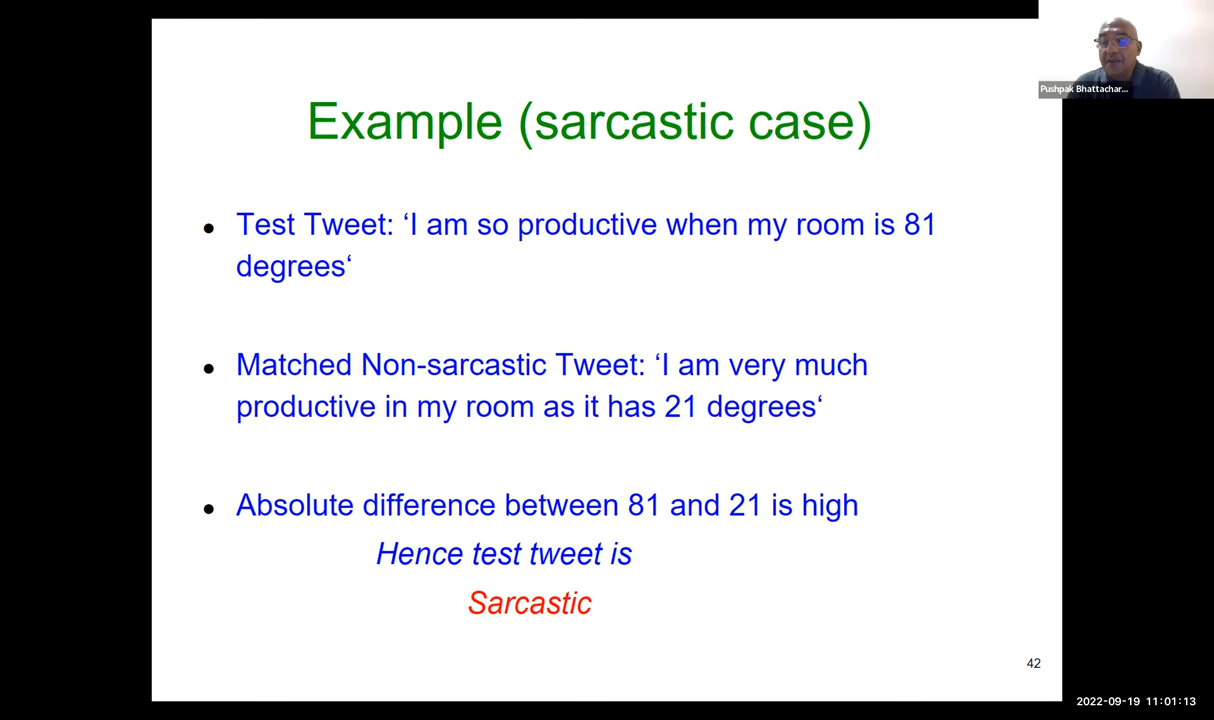 Pushpak Bhattachar...
Example (sarcastic case)
• Test Tweet: ‘I am so productive when my room is 81
degrees‘
• Matched Non-sarcastic Tweet: ‘I am very much
productive in my room as it has 21 degrees‘
• Absolute difference between 81 and 21 is high
Hence test tweet is
Sarcastic
42
2022-09-19 11:01:13